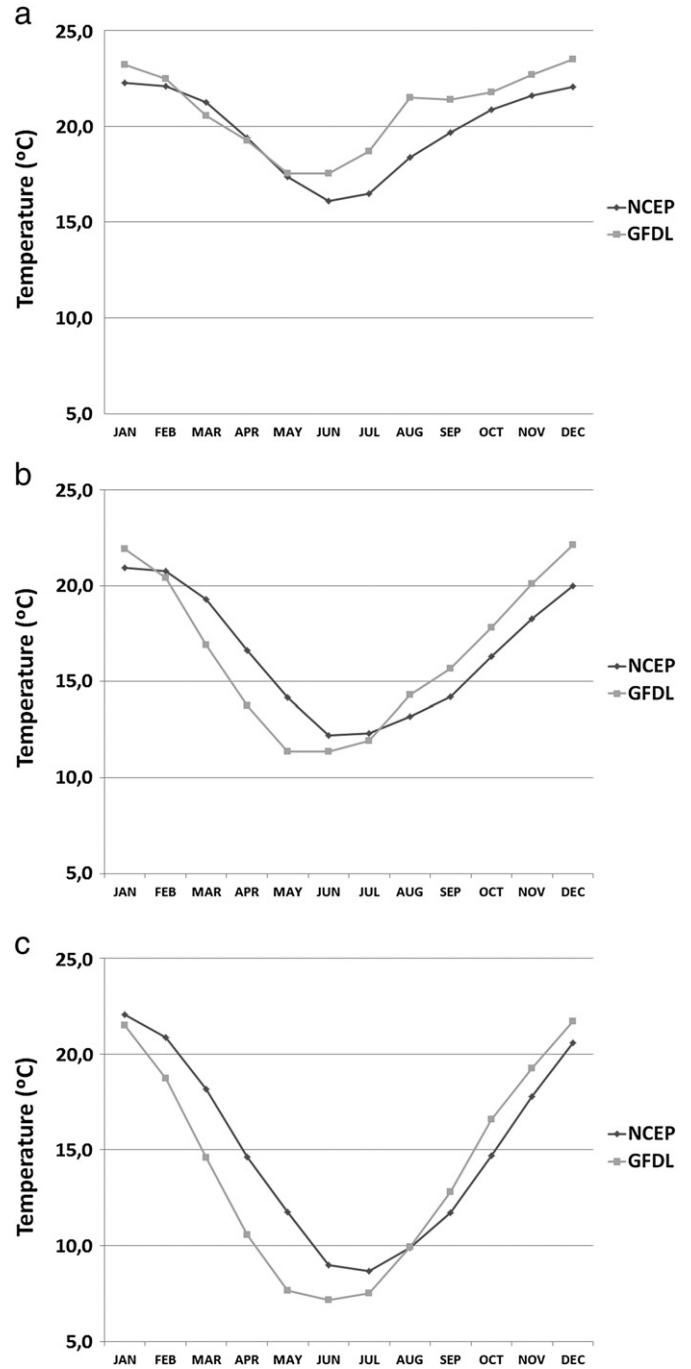 a
25,0
20,0
15,0
10,0
5,0
Temperature (ºC)
JAN FEB MAR APR MAY JUN JUL AUG SEP OCT NOV DEC
NCEP
GFDL
b
25,0
20,0
15,0
10,0
5,0
Temperature (ºC)
JAN FEB MAR APR MAY JUN JUL AUG SEP OCT NOV DEC
NCEP
GFDL
c
25,0
20,0
15,0
10,0
5,0
Temperature (ºC)
JAN FEB MAR APR MAY JUN JUL AUG SEP OCT NOV DEC
NCEP
GFDL